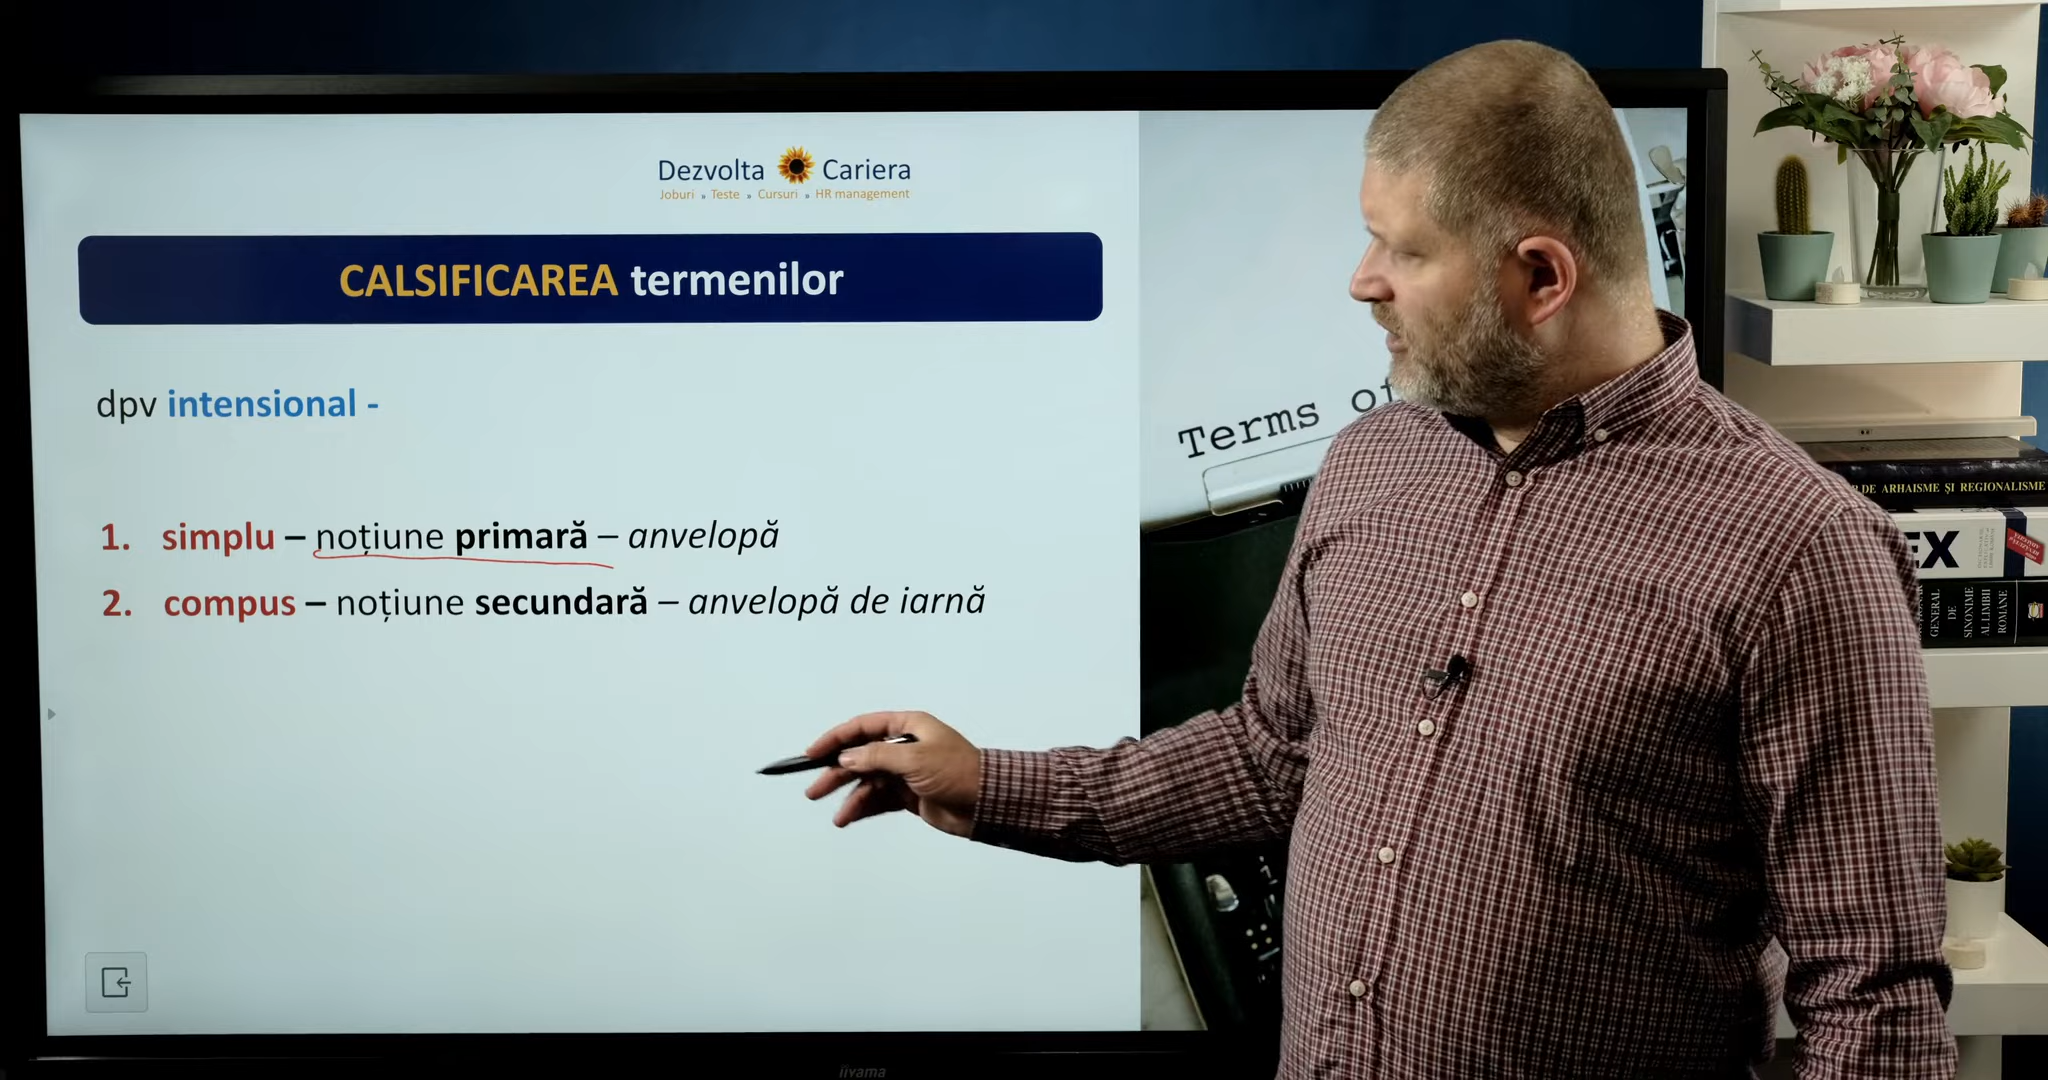 Dezvolta Cariera
Joburi » Teste » Cursuri » HR management
CALSIFICAREA termenilor
dpv intensional -
1. simplu – noțiune primară – anvelopă
2. compus – noțiune secundară – anvelopă de iarnă
Terms of
DE ARHAISME ȘI REGIONALISME
EX
GENERAL
DE
SINONIME
AL LIMBII
ROMÂNE
iiyama